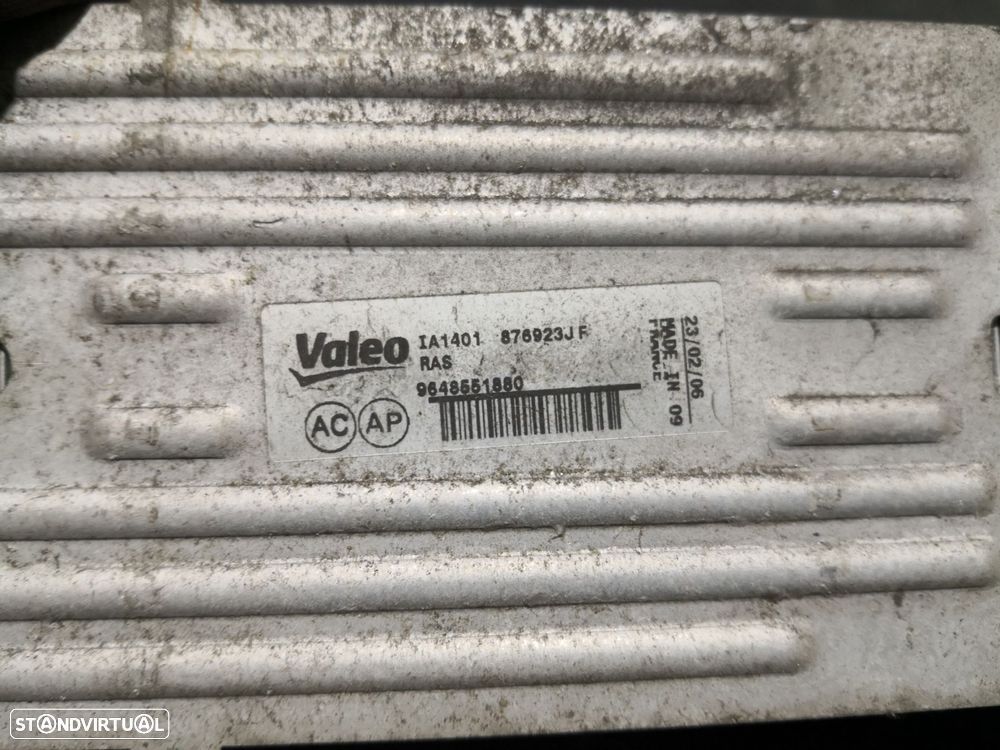 Valeo
IA1401 876923J F
RAS
9648551880
AC AP
23/02/06
MADE IN 09
FRANCE
STANDVIRTUAL